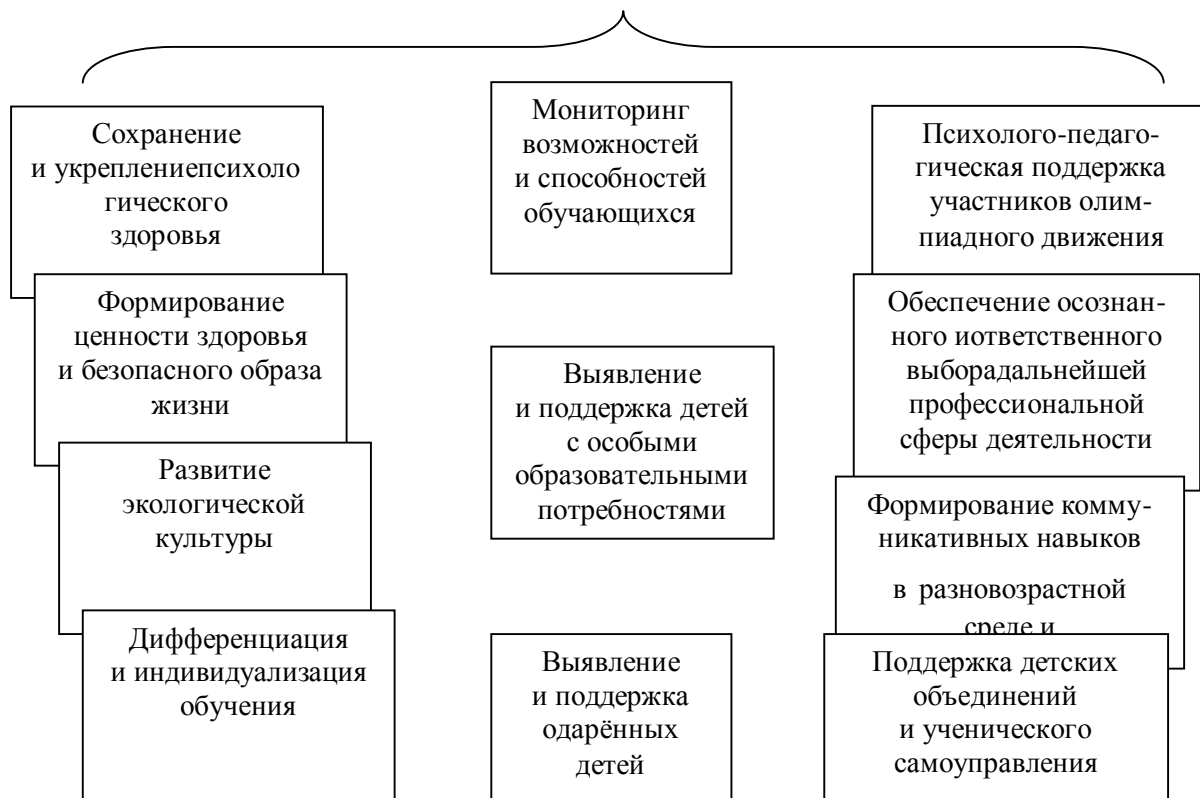 Сохранение
и укреплениепсихоло
гического
здоровья
Формирование
ценности здоровья
и безопасного образа
жизни
Развитие
экологической
культуры
Дифференциация
и индивидуализация
обучения
Мониторинг
возможностей
и способностей
обучающихся
Выявление
и поддержка детей
с особыми
образовательными
потребностями
Выявление
и поддержка
одарённых
детей
Психолого-педаго-
гическая поддержка
участников олим-
пиадного движения
Обеспечение осознан-
ного иответственного
выборадальнейшей
профессиональной
сферы деятельности
Формирование комму-
никативных навыков
в разновозрастной
среде и
Поддержка детских
объединений
и ученического
самоуправления